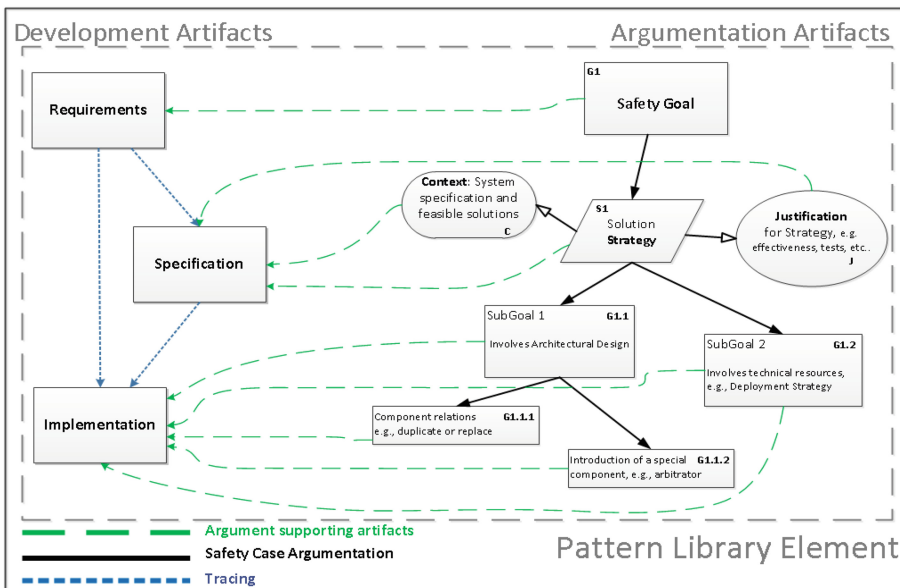 Development Artifacts
Argumentation Artifacts
G1
Safety Goal
Requirements
Context: System
specification and
feasible solutions
C
S1
Solution
Strategy
Justification
for Strategy, e.g.
effectiveness, tests, etc..
J
Specification
SubGoal 1
G1.1
Involves Architectural Design
SubGoal 2
G1.2
Involves technical resources,
e.g., Deployment Strategy
Implementation
Component relations
G1.1.1
e.g., duplicate or replace
G1.1.2
Introduction of a special
component, e.g., arbitrator
Argument supporting artifacts
Safety Case Argumentation
Tracing
Pattern Library Element